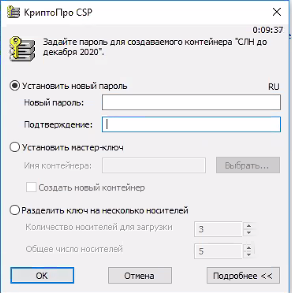 КриптоПро CSP
0:09:37
Задайте пароль для создаваемого контейнера "СЛН до
декабря 2020".
Установить новый пароль
RU
Новый пароль:
Подтверждение:
Установить мастер-ключ
Имя контейнера:
Выбрать...
Создать новый контейнер
Разделить ключ на несколько носителей
Количество носителей для загрузки
3
Общее число носителей
5
ОК
Отмена
Подробнее <<